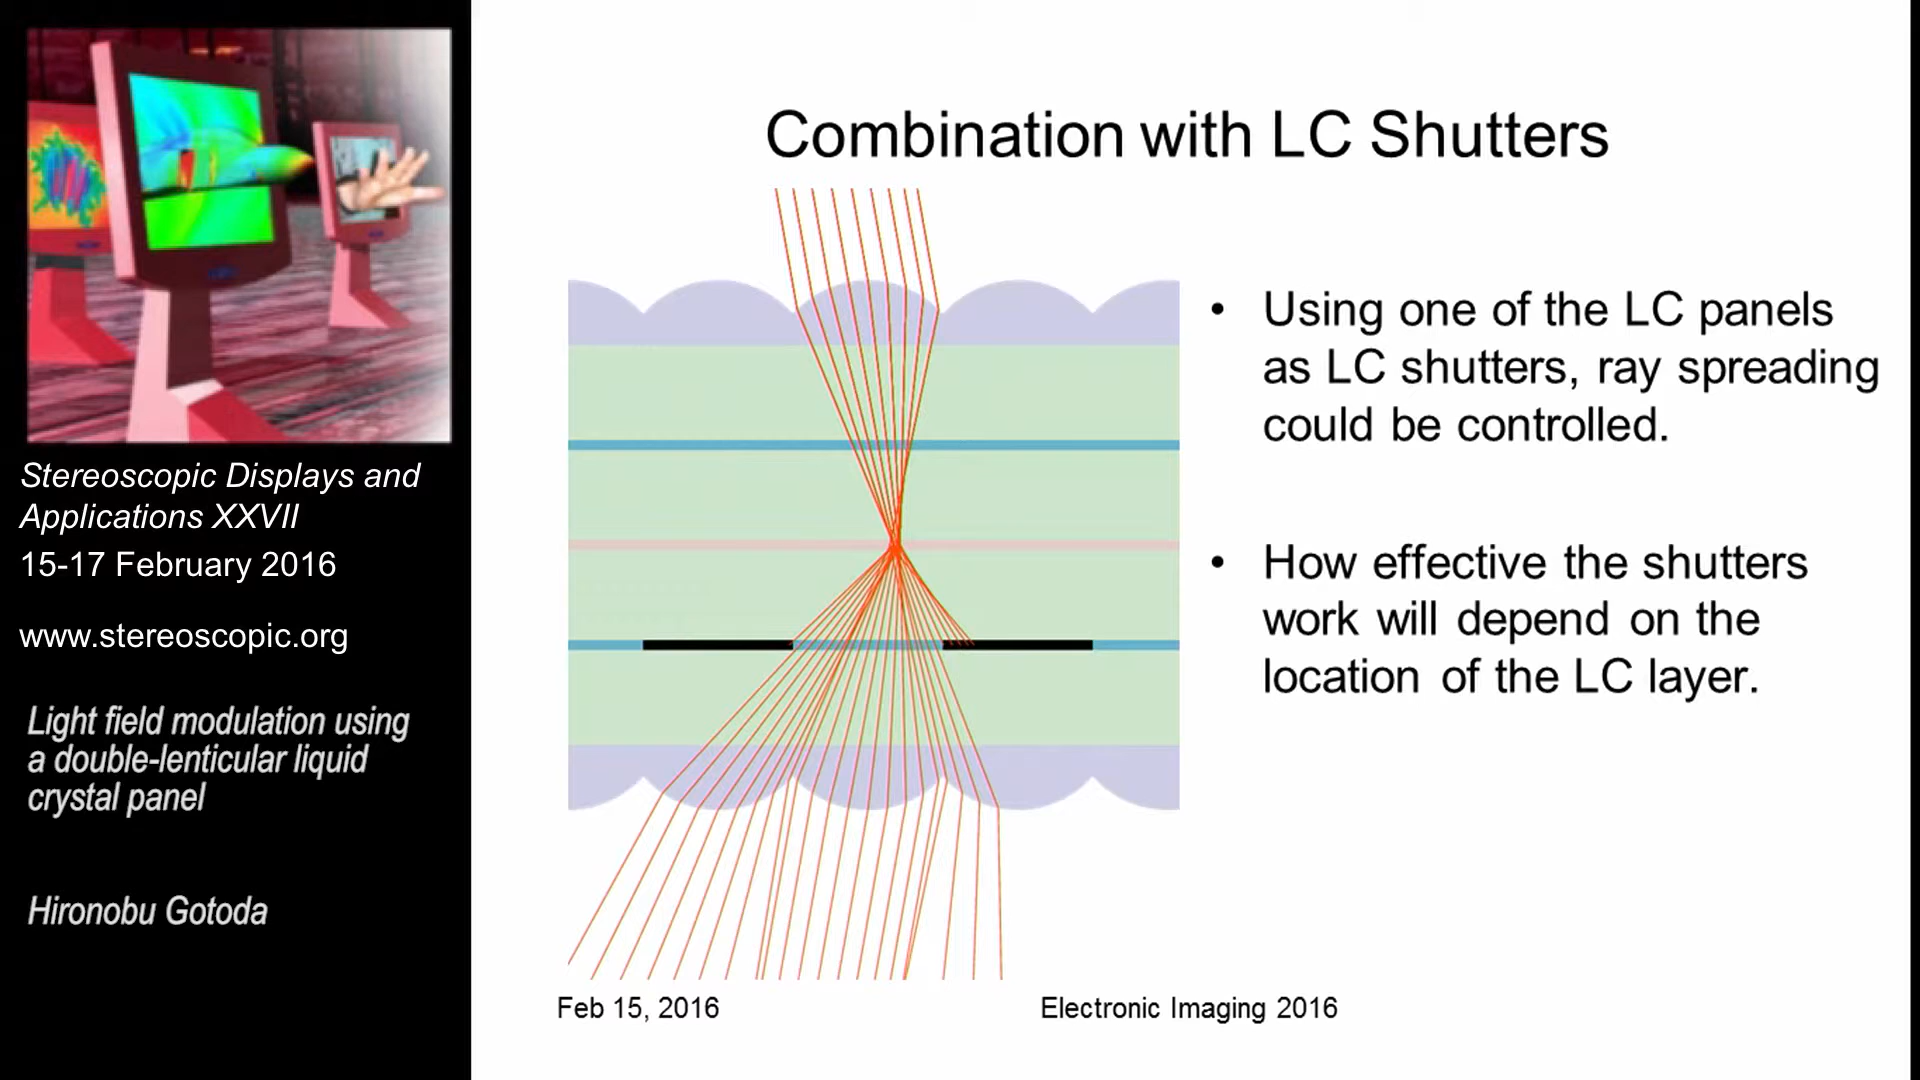 Stereoscopic Displays and
Applications XXVII
15-17 February 2016
www.stereoscopic.org
Light field modulation using
a double-lenticular liquid
crystal panel
Hironobu Gotoda
Combination with LC Shutters
• Using one of the LC panels
as LC shutters, ray spreading
could be controlled.
• How effective the shutters
work will depend on the
location of the LC layer.
Feb 15, 2016
Electronic Imaging 2016